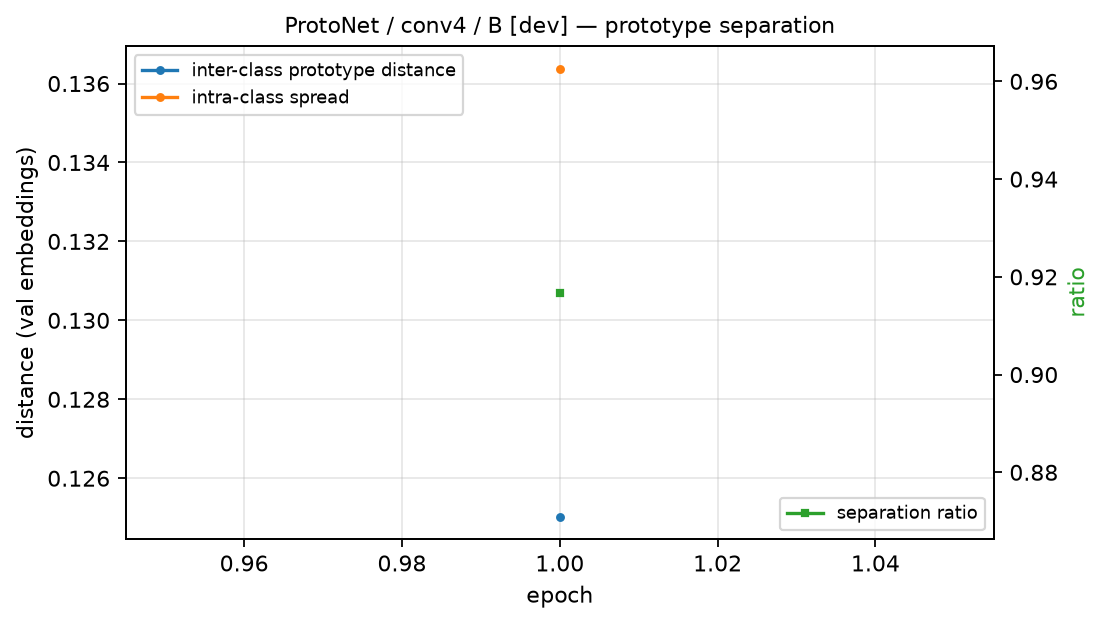 ProtoNet / conv4 / B [dev] — prototype separation
inter-class prototype distance
intra-class spread
0.136
0.134
0.132
0.130
0.128
0.126
distance (val embeddings)
0.96
0.94
0.92
0.90
0.88
ratio
separation ratio
0.96
0.98
1.00
1.02
1.04
epoch